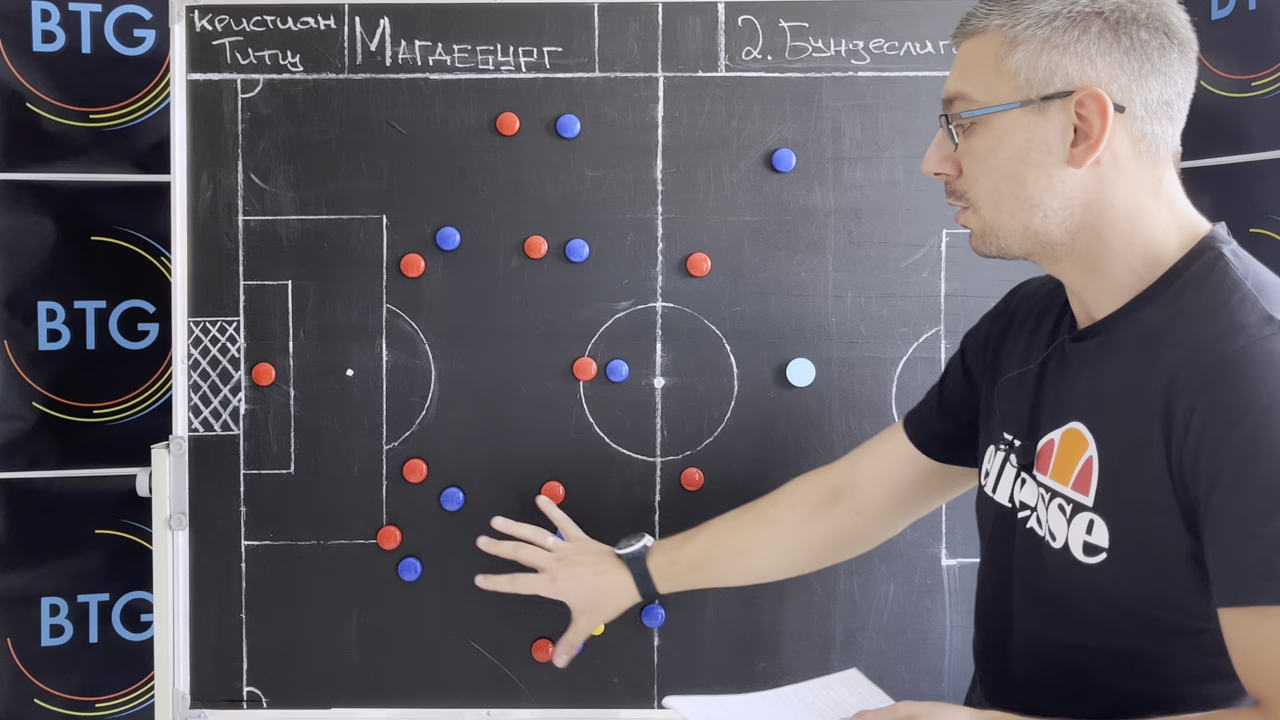 BTG
BTG
BTG
Кристиан
Титц
Магдебург
2. Бундеслига
ellesse